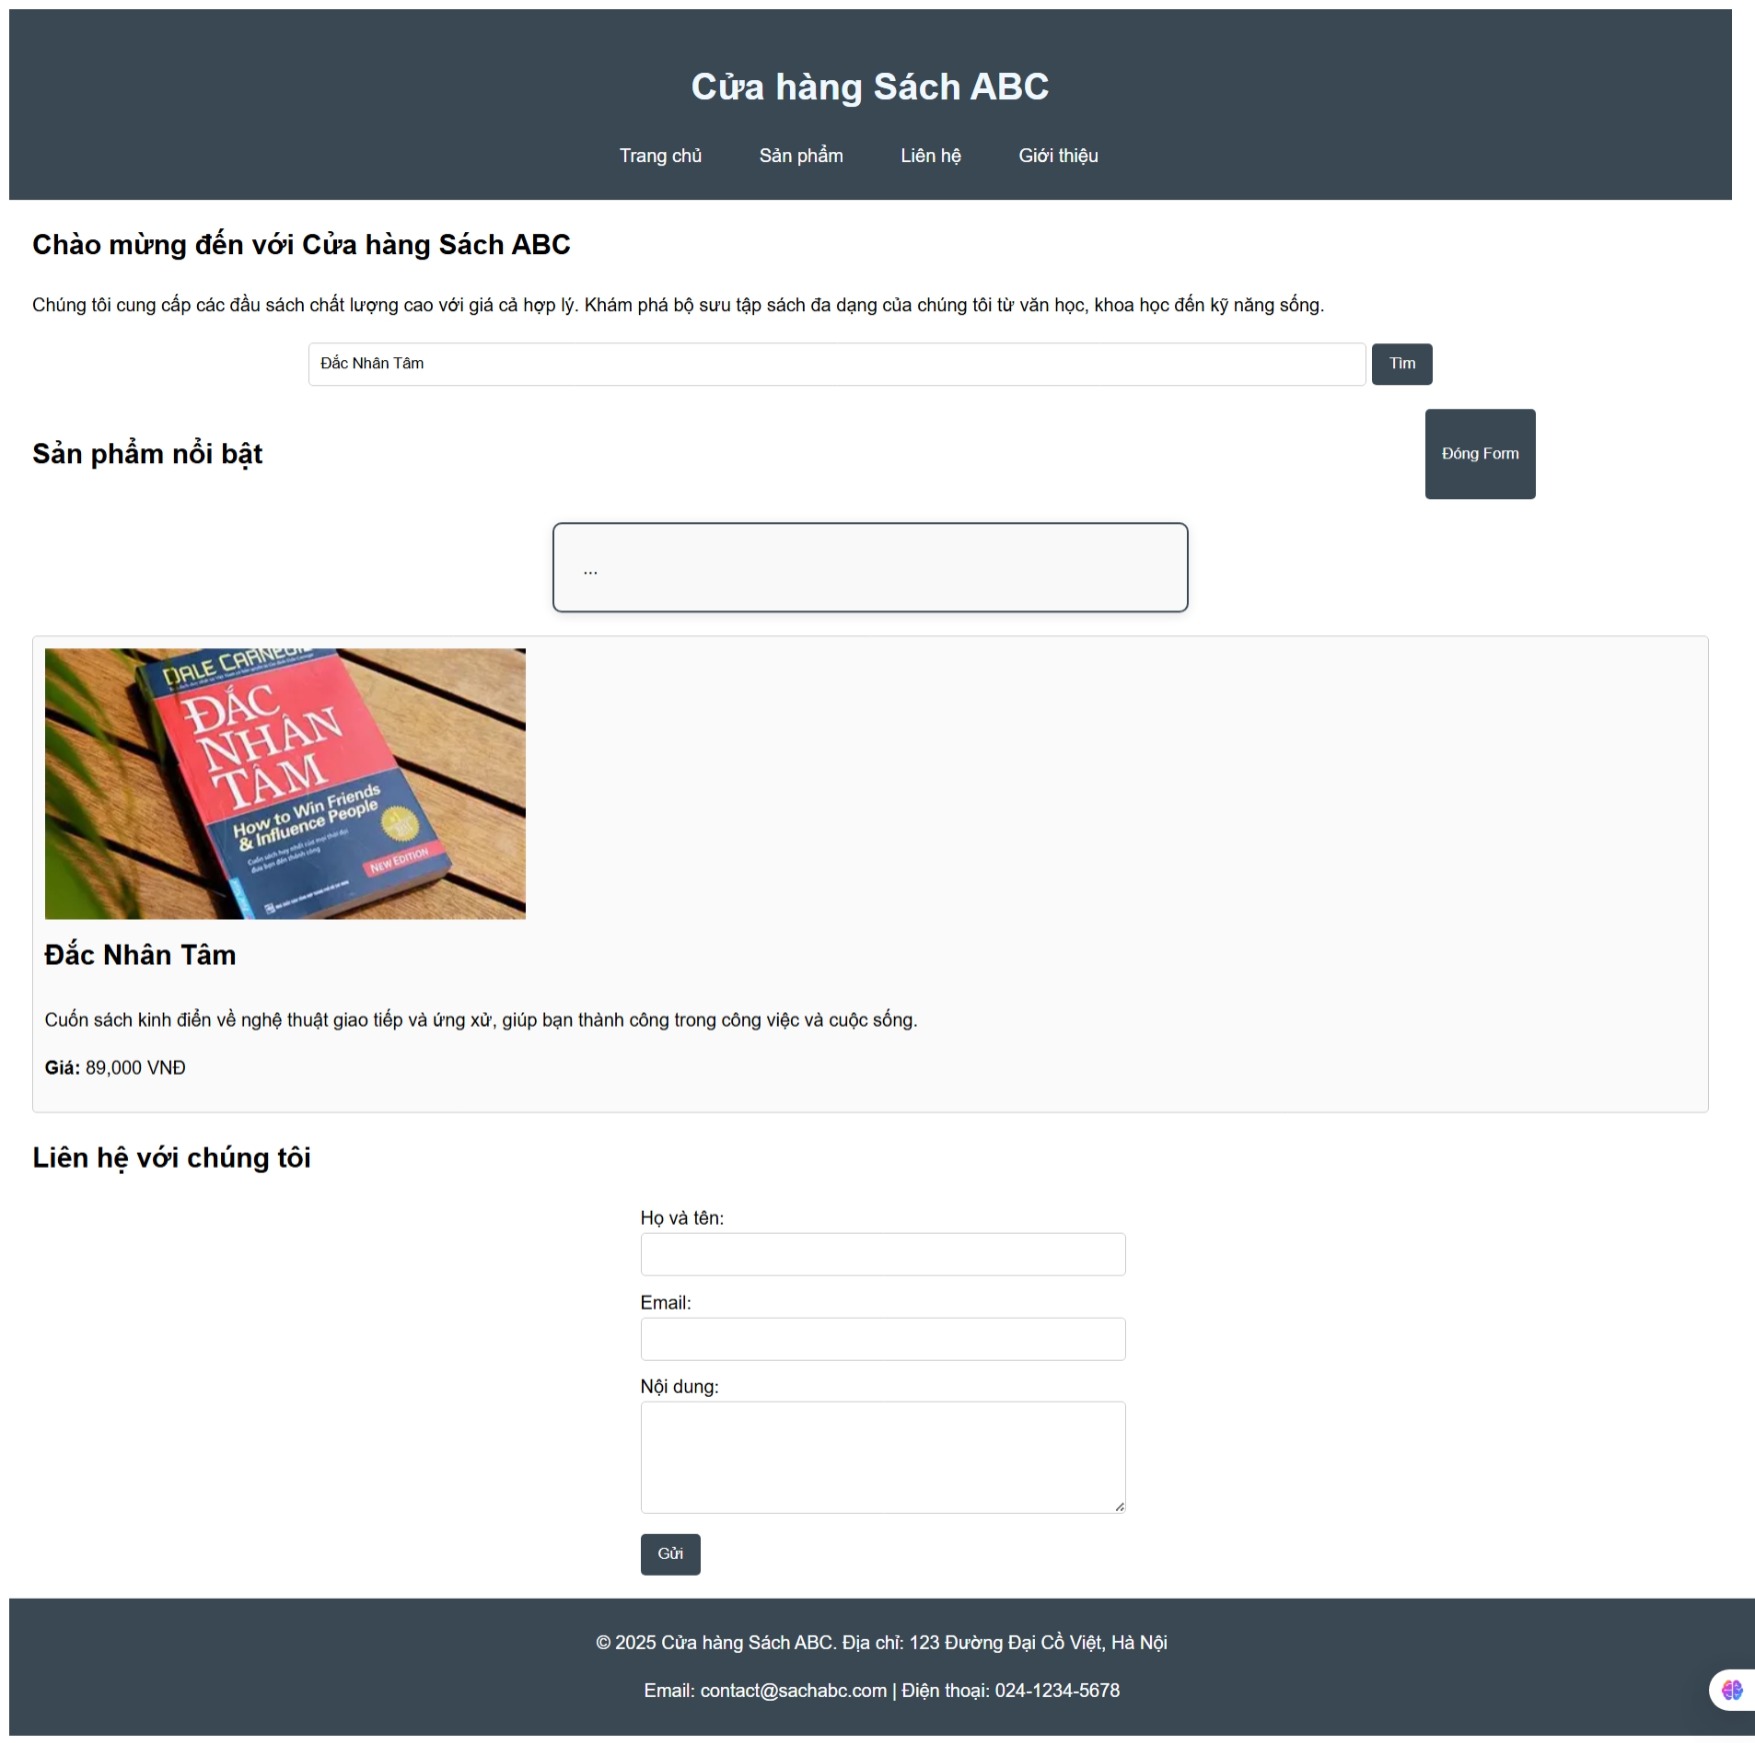 Cửa hàng Sách ABC
Trang chủ Sản phẩm Liên hệ Giới thiệu
Chào mừng đến với Cửa hàng Sách ABC
Chúng tôi cung cấp các đầu sách chất lượng cao với giá cả hợp lý. Khám phá bộ sưu tập sách đa dạng của chúng tôi từ văn học, khoa học đến kỹ năng sống.
Đắc Nhân Tâm Tìm
Sản phẩm nổi bật Đóng Form
...
DALE CARNEGIE
ĐẮC
NHÂN
TÂM
How to Win Friends
& Influence People
NEW EDITION
Đắc Nhân Tâm
Cuốn sách kinh điển về nghệ thuật giao tiếp và ứng xử, giúp bạn thành công trong công việc và cuộc sống.
Giá: 89,000 VNĐ
Liên hệ với chúng tôi
Họ và tên:
Email:
Nội dung:
Gửi
© 2025 Cửa hàng Sách ABC. Địa chỉ: 123 Đường Đại Cồ Việt, Hà Nội
Email: contact@sachabc.com | Điện thoại: 024-1234-5678